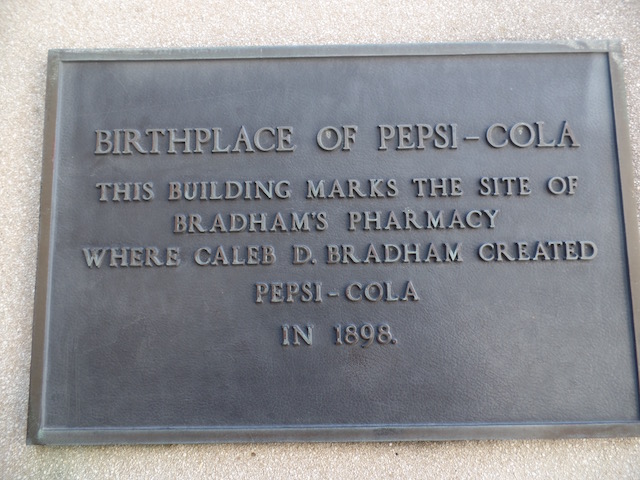 BIRTHPLACE OF PEPSI-COLA
THIS BUILDING MARKS THE SITE OF
BRADHAM'S PHARMACY
WHERE CALEB D. BRADHAM CREATED
PEPSI-COLA
IN 1898.